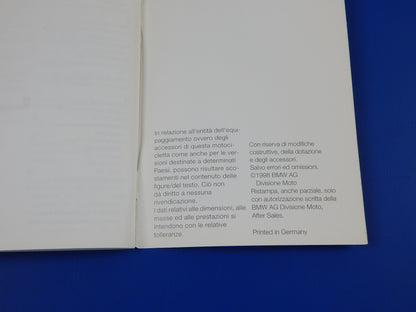 In relazione all'entità dell'equi-
paggiamento ovvero degli
accessori di questa motoci-
cletta come anche per le ver-
sioni destinate a determinati
Paesi, possono risultare sco-
stamenti nel contenuto delle
figure/del testo. Ciò non
dà diritto a nessuna
rivendicazione.
I dati relativi alle dimensioni, alle
masse ed alle prestazioni si
intendono con le relative
tolleranze.
Con riserva di modifiche
costruttive, della dotazione
e degli accessori.
Salvo errori ed omissioni.
©1998 BMW AG
Divisione Moto
Ristampa, anche parziale, solo
con autorizzazione scritta della
BMW AG Divisione Moto,
After Sales.
Printed in Germany